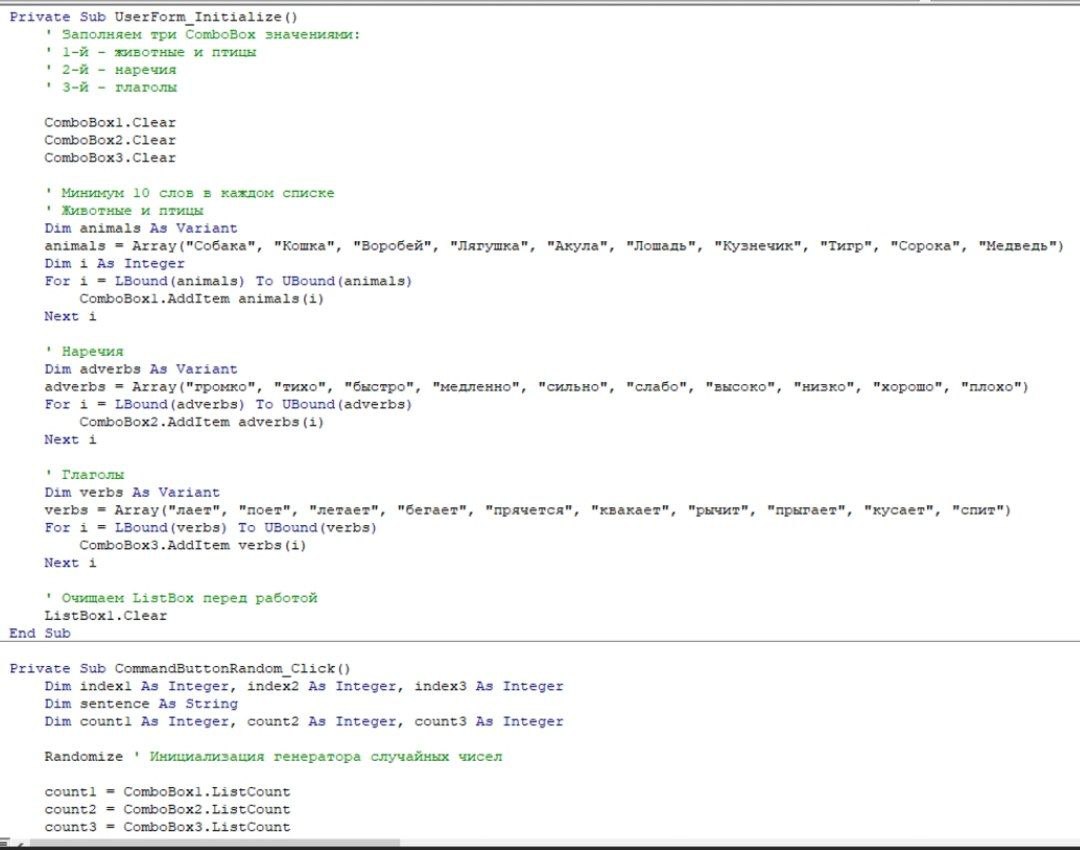 Private Sub UserForm_Initialize()
' Заполняем три ComboBox значениями:
' 1-й - животные и птицы
' 2-й - наречия
' 3-й - глаголы
ComboBox1.Clear
ComboBox2.Clear
ComboBox3.Clear
' Минимум 10 слов в каждом списке
' Животные и птицы
Dim animals As Variant
animals = Array("Собака", "Кошка", "Воробей", "Лягушка", "Акула", "Лошадь", "Кузнечик", "Тигр", "Сорока", "Медведь")
Dim i As Integer
For i = LBound(animals) To UBound(animals)
ComboBox1.AddItem animals(i)
Next i
' Наречия
Dim adverbs As Variant
adverbs = Array("громко", "тихо", "быстро", "медленно", "сильно", "слабо", "высоко", "низко", "хорошо", "плохо")
For i = LBound(adverbs) To UBound(adverbs)
ComboBox2.AddItem adverbs(i)
Next i
' Глаголы
Dim verbs As Variant
verbs = Array("лает", "поет", "летает", "бегает", "прячется", "квакает", "рычит", "прыгает", "кусает", "спит")
For i = LBound(verbs) To UBound(verbs)
ComboBox3.AddItem verbs(i)
Next i
' Очищаем ListBox перед работой
ListBox1.Clear
End Sub
Private Sub CommandButtonRandom_Click()
Dim index1 As Integer, index2 As Integer, index3 As Integer
Dim sentence As String
Dim count1 As Integer, count2 As Integer, count3 As Integer
Randomize ' Инициализация генератора случайных чисел
count1 = ComboBox1.ListCount
count2 = ComboBox2.ListCount
count3 = ComboBox3.ListCount